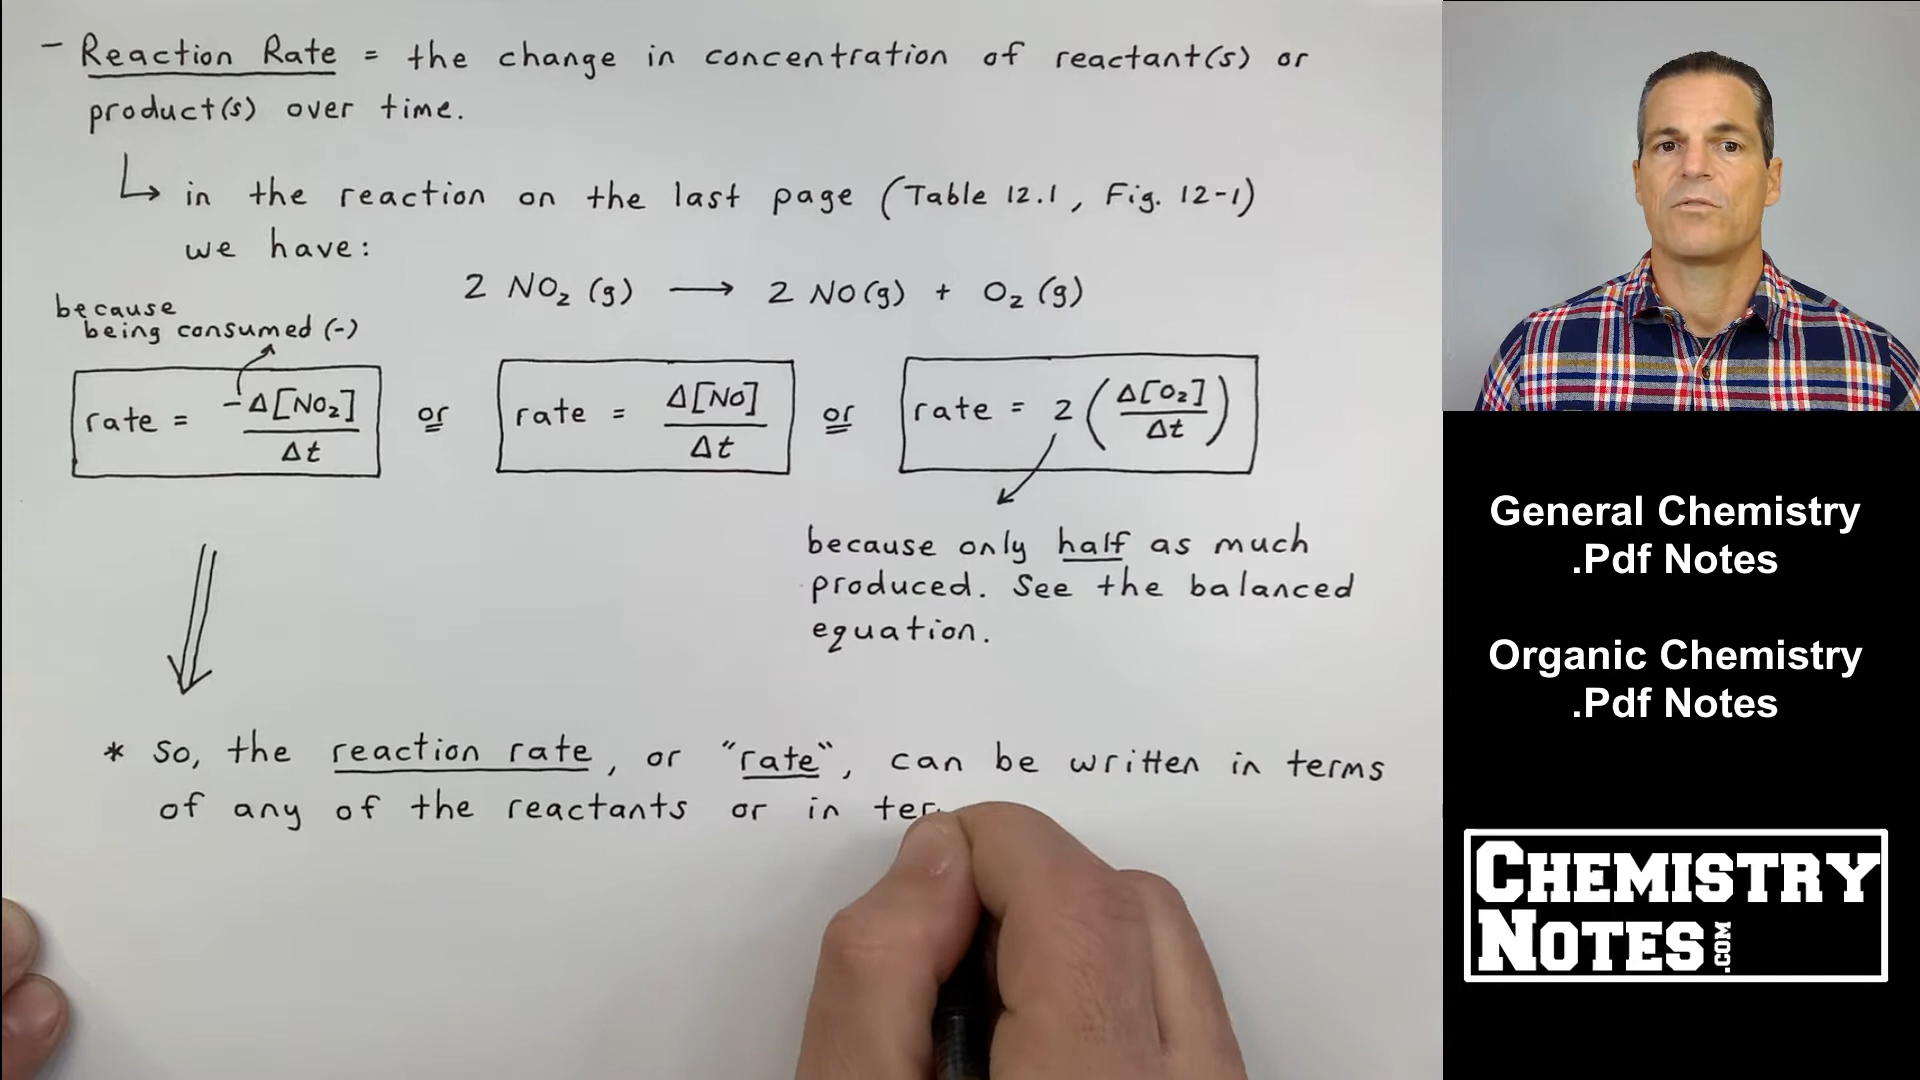 - Reaction Rate = the change in concentration of reactant(s) or
product(s) over time.
↳ in the reaction on the last page (Table 12.1, Fig. 12-1)
we have:
2 NO₂ (g) ⟶ 2 NO(g) + O₂ (g)
because
being consumed (-)
rate = -Δ[NO₂]/Δt or rate = Δ[NO]/Δt or rate = 2 (Δ[O₂]/Δt)
because only half as much
produced. See the balanced
equation.
* So, the reaction rate, or "rate", can be written in terms
of any of the reactants or in ter
General Chemistry
.Pdf Notes
Organic Chemistry
.Pdf Notes
CHEMISTRY
NOTES.COM